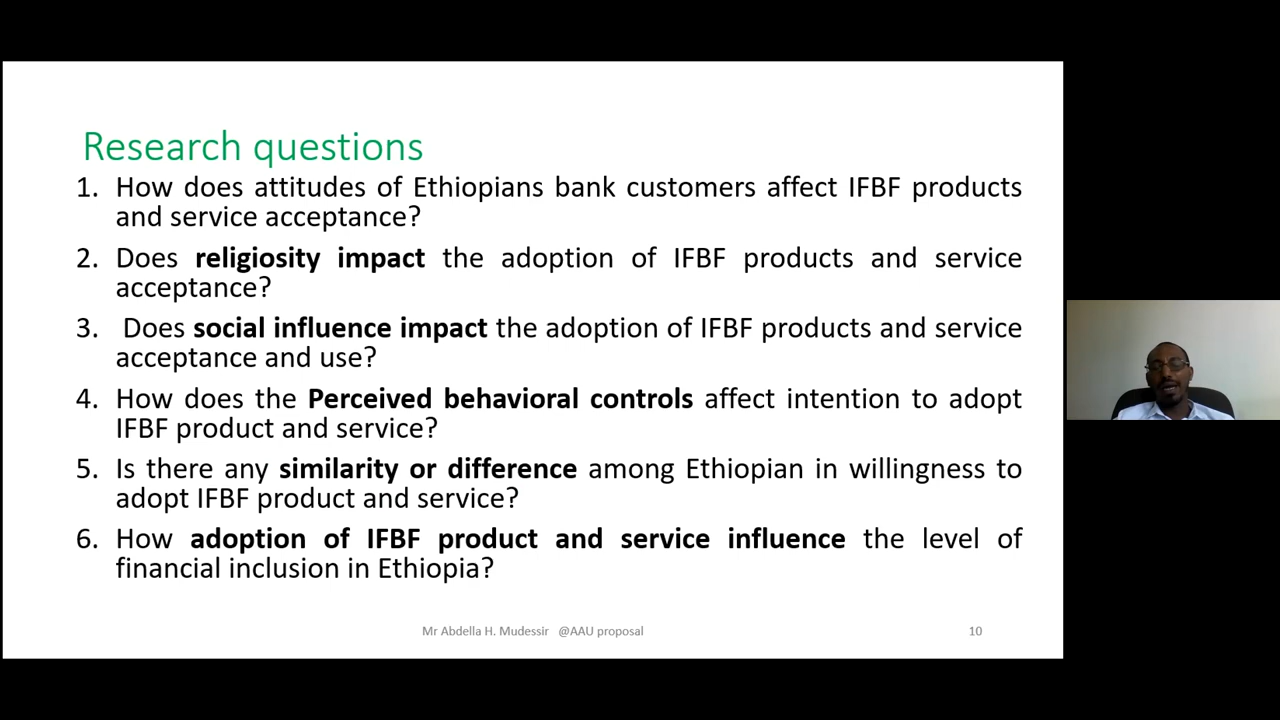 Research questions
1. How does attitudes of Ethiopians bank customers affect IFBF products
and service acceptance?
2. Does religiosity impact the adoption of IFBF products and service
acceptance?
3. Does social influence impact the adoption of IFBF products and service
acceptance and use?
4. How does the Perceived behavioral controls affect intention to adopt
IFBF product and service?
5. Is there any similarity or difference among Ethiopian in willingness to
adopt IFBF product and service?
6. How adoption of IFBF product and service influence the level of
financial inclusion in Ethiopia?
Mr Abdella H. Mudessir @AAU proposal 10